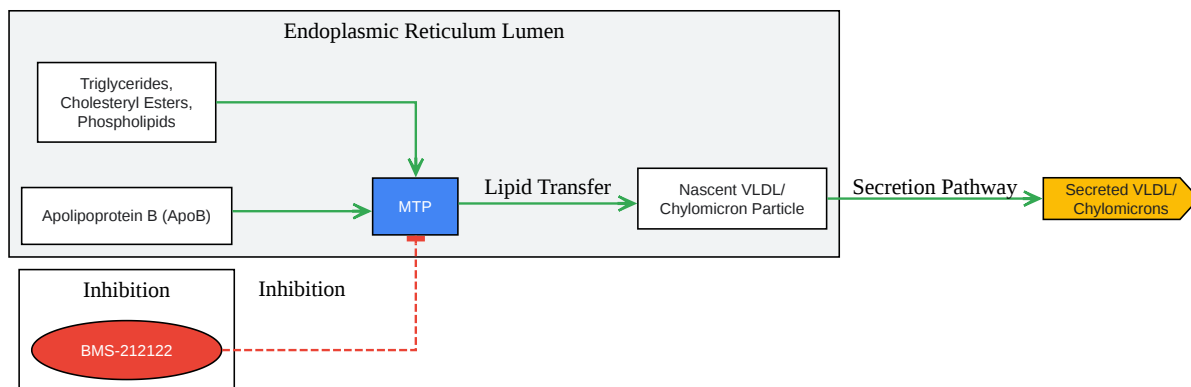 Endoplasmic Reticulum Lumen
Triglycerides,
Cholesteryl Esters,
Phospholipids
Apolipoprotein B (ApoB)
MTP
Lipid Transfer
Nascent VLDL/
Chylomicron Particle
Secretion Pathway
Secreted VLDL/
Chylomicrons
Inhibition
Inhibition
BMS-212122